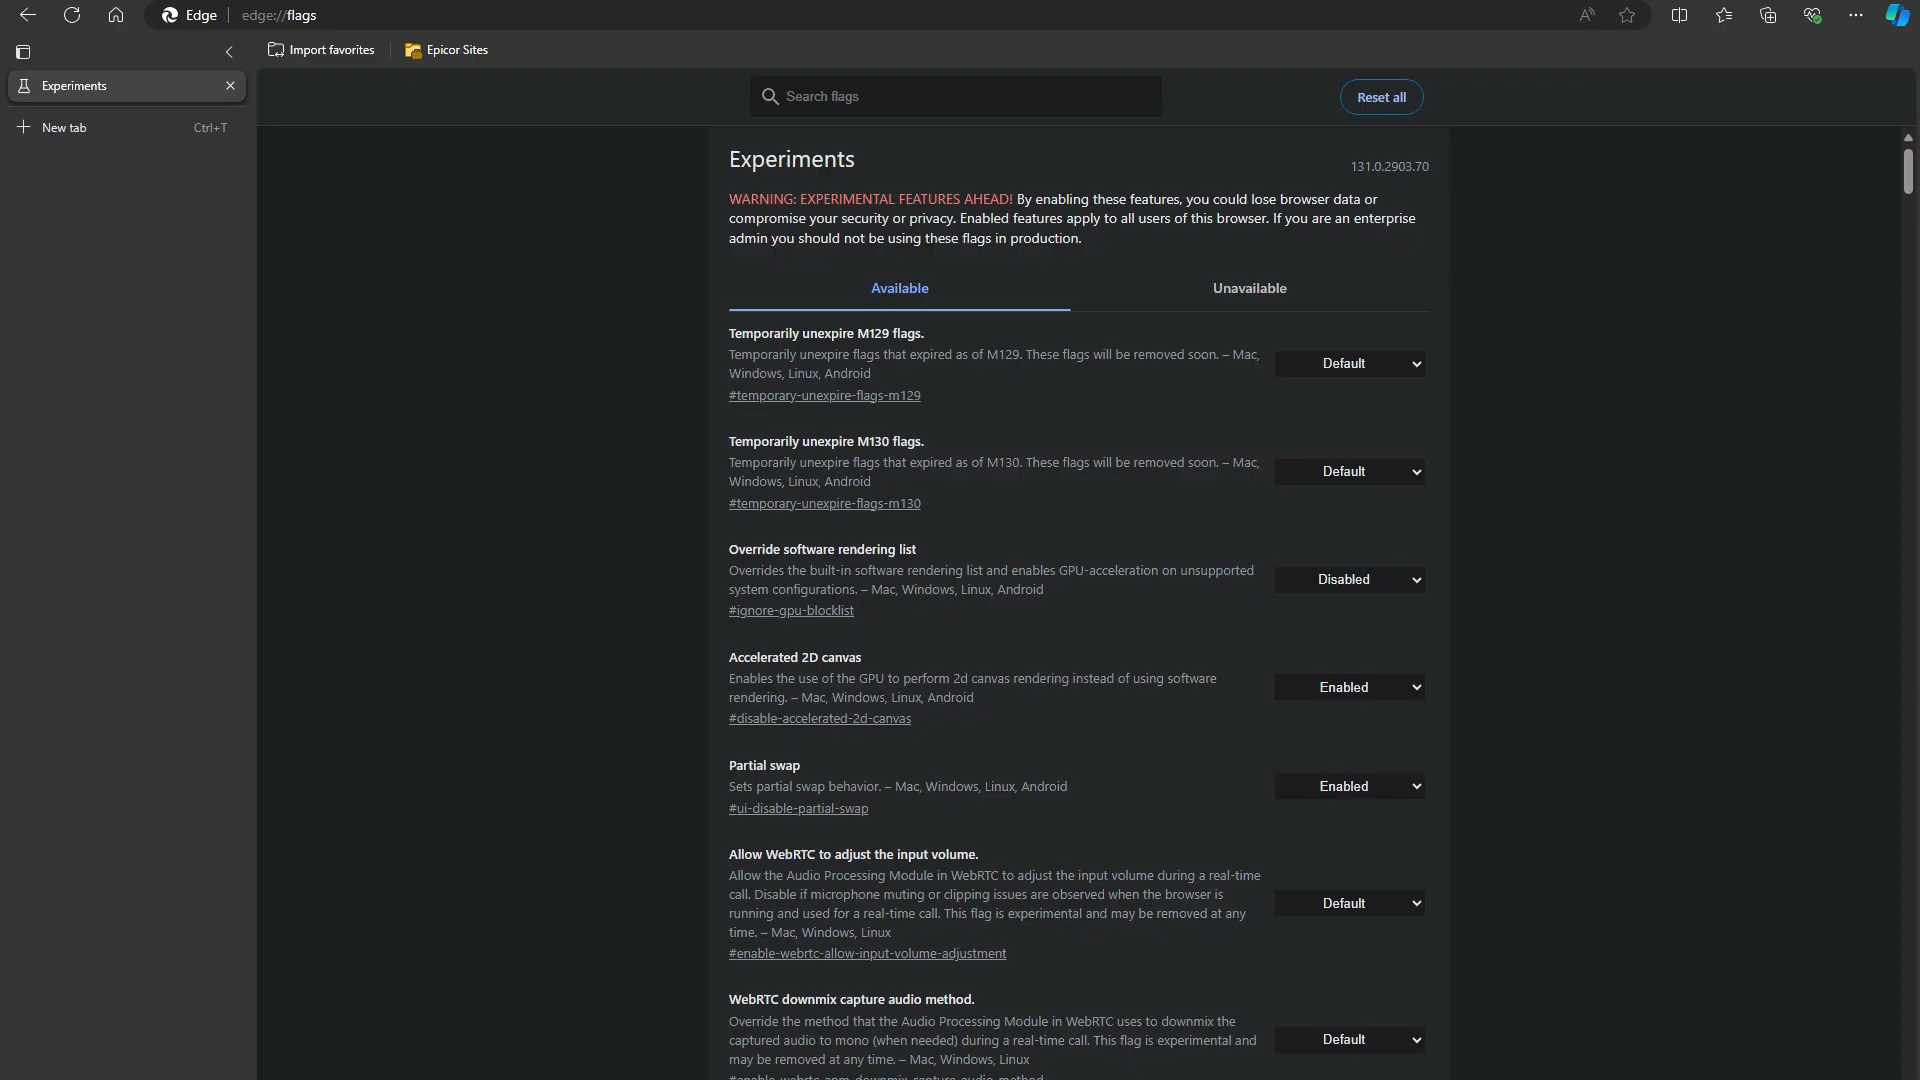 Edge
edge://flags
Import favorites
Epicor Sites
Experiments
New tab
Ctrl+T
Search flags
Reset all
Experiments
131.0.2903.70
WARNING: EXPERIMENTAL FEATURES AHEAD! By enabling these features, you could lose browser data or
compromise your security or privacy. Enabled features apply to all users of this browser. If you are an enterprise
admin you should not be using these flags in production.
Available
Unavailable
Temporarily unexpire M129 flags.
Temporarily unexpire flags that expired as of M129. These flags will be removed soon. – Mac,
Windows, Linux, Android
#temporary-unexpire-flags-m129
Default
Temporarily unexpire M130 flags.
Temporarily unexpire flags that expired as of M130. These flags will be removed soon. – Mac,
Windows, Linux, Android
#temporary-unexpire-flags-m130
Default
Override software rendering list
Overrides the built-in software rendering list and enables GPU-acceleration on unsupported
system configurations. – Mac, Windows, Linux, Android
#ignore-gpu-blocklist
Disabled
Accelerated 2D canvas
Enables the use of the GPU to perform 2d canvas rendering instead of using software
rendering. – Mac, Windows, Linux, Android
#disable-accelerated-2d-canvas
Enabled
Partial swap
Sets partial swap behavior. – Mac, Windows, Linux, Android
#ui-disable-partial-swap
Enabled
Allow WebRTC to adjust the input volume.
Allow the Audio Processing Module in WebRTC to adjust the input volume during a real-time
call. Disable if microphone muting or clipping issues are observed when the browser is
running and used for a real-time call. This flag is experimental and may be removed at any
time. – Mac, Windows, Linux
#enable-webrtc-allow-input-volume-adjustment
Default
WebRTC downmix capture audio method.
Override the method that the Audio Processing Module in WebRTC uses to downmix the
captured audio to mono (when needed) during a real-time call. This flag is experimental and
may be removed at any time. – Mac, Windows, Linux
#enable-webrtc-apm-downmix-capture-audio-method
Default